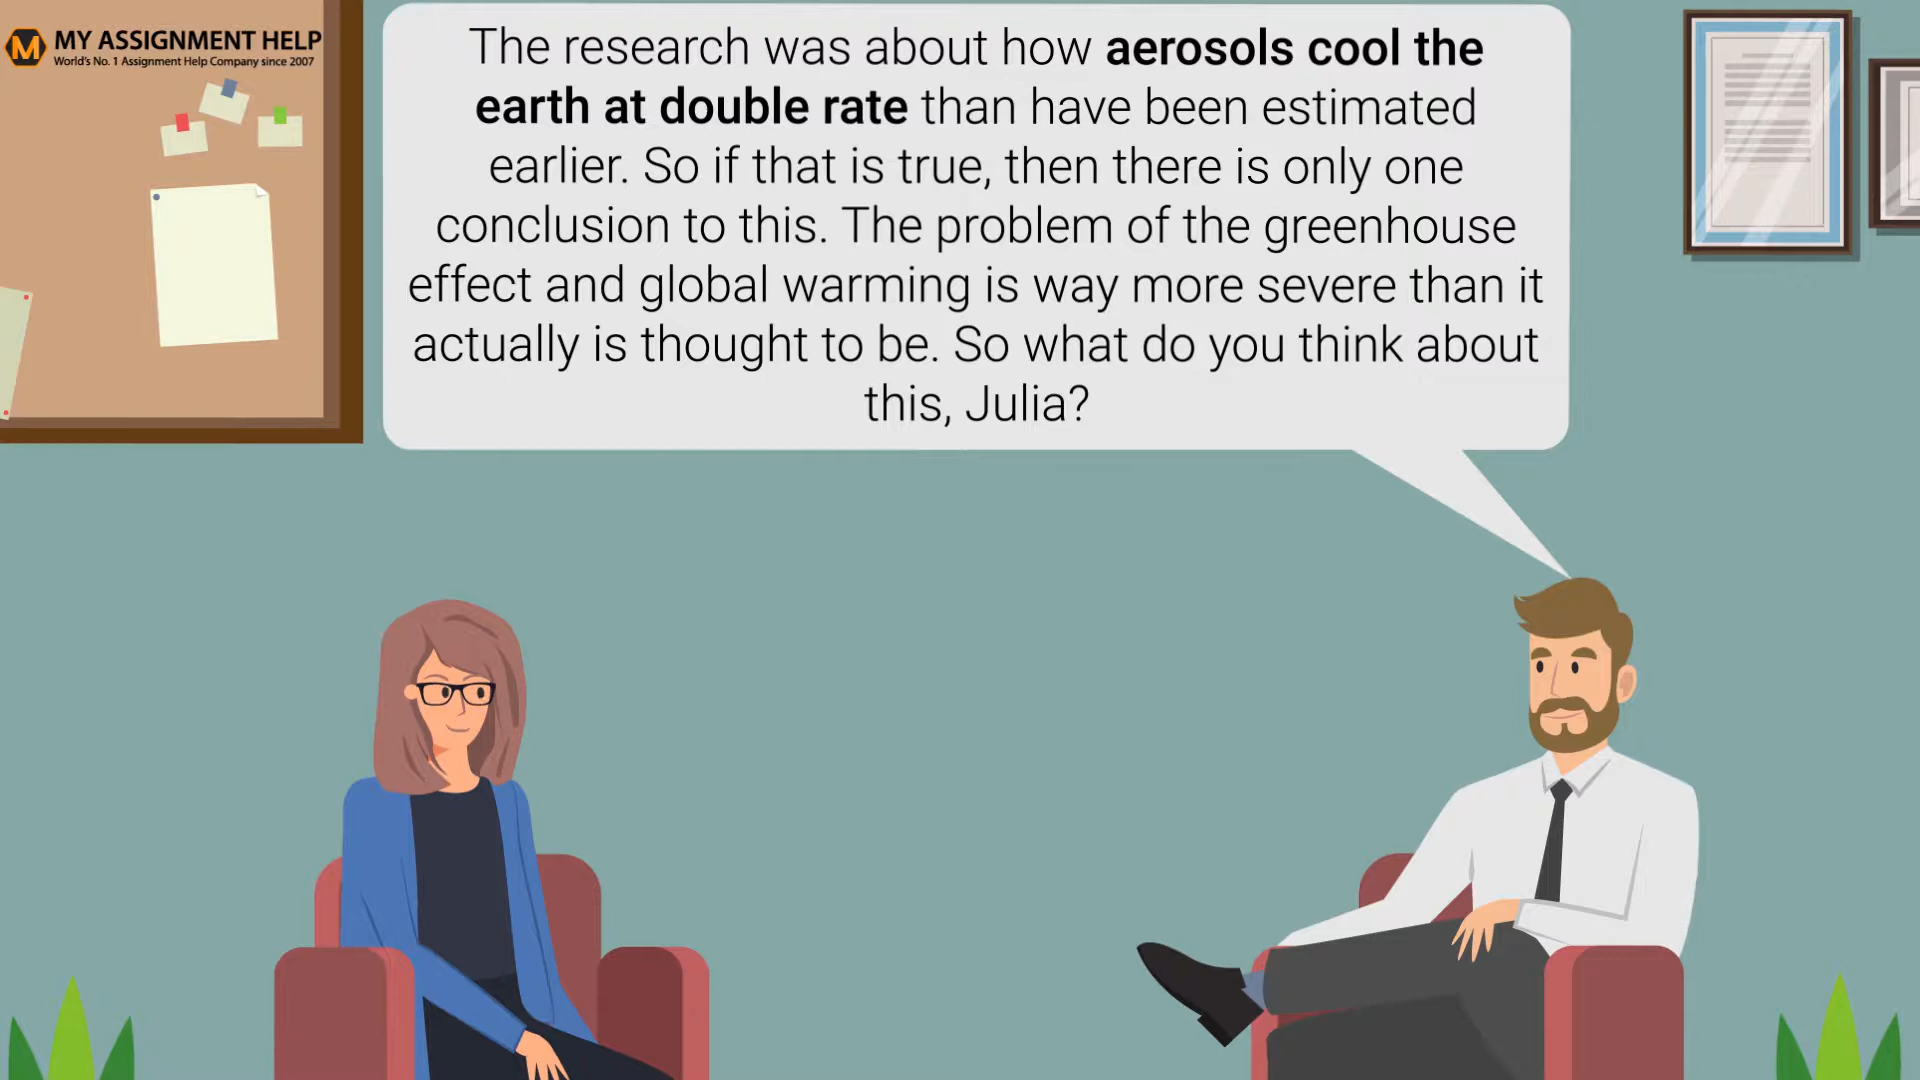 MY ASSIGNMENT HELP
World's No. 1 Assignment Help Company since 2007
The research was about how aerosols cool the
earth at double rate than have been estimated
earlier. So if that is true, then there is only one
conclusion to this. The problem of the greenhouse
effect and global warming is way more severe than it
actually is thought to be. So what do you think about
this, Julia?